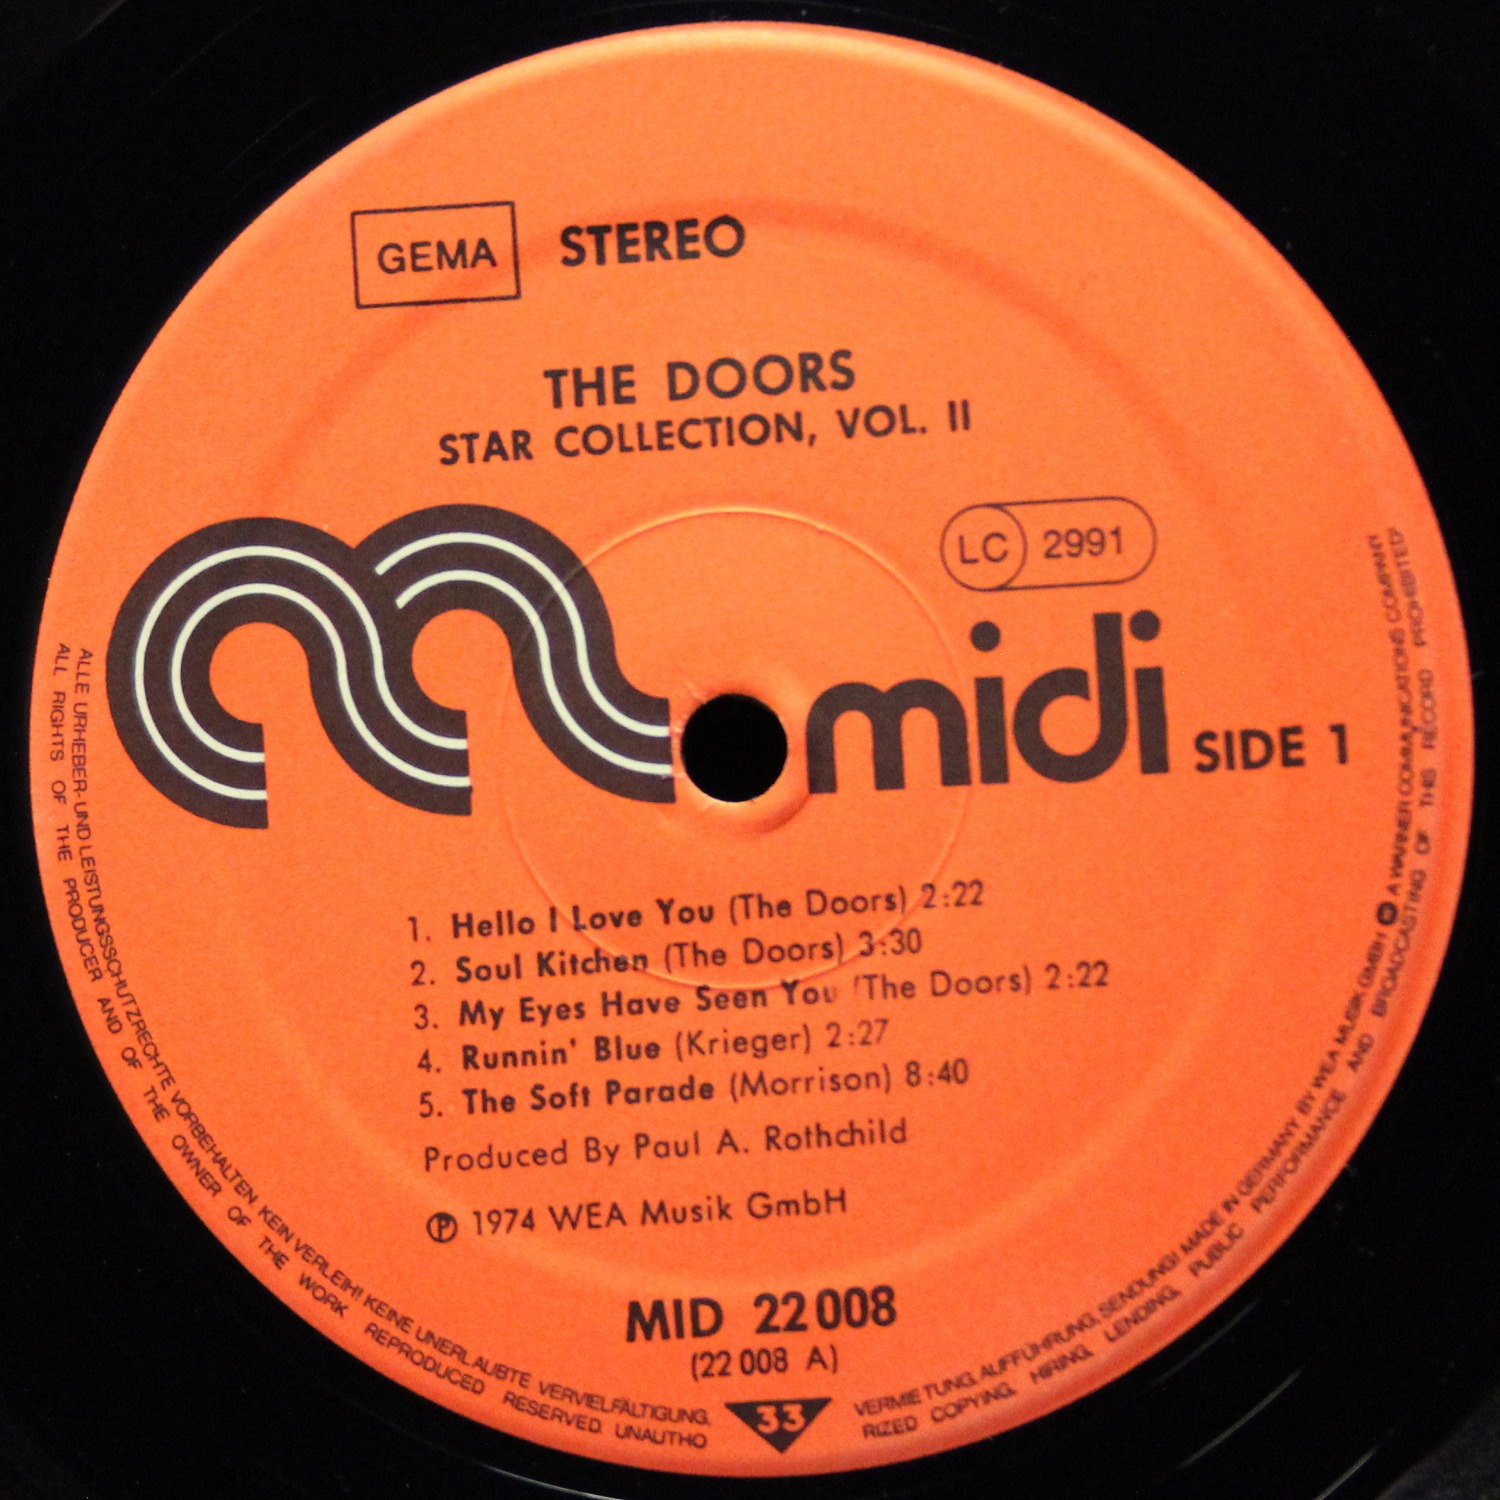 GEMA STEREO
THE DOORS
STAR COLLECTION, VOL. II
LC 2991
midi SIDE 1
1. Hello I Love You (The Doors) 2:22
2. Soul Kitchen (The Doors) 3:30
3. My Eyes Have Seen You (The Doors) 2:22
4. Runnin' Blue (Krieger) 2:27
5. The Soft Parade (Morrison) 8:40
Produced By Paul A. Rothchild
℗ 1974 WEA Musik GmbH
MID 22 008
(22 008 A)
33
ALLE URHEBER- UND LEISTUNGSSCHUTZRECHTE VORBEHALTEN KEIN VERLEIH! KEINE UNERLAUBTE VERVIELFÄLTIGUNG, VERMIETUNG, AUFFÜHRUNG, SENDUNG! MADE IN GERMANY BY WEA MUSIK GMBH A WARNER COMMUNICATIONS COMPANY
ALL RIGHTS OF THE PRODUCER AND OF THE OWNER OF THE WORK REPRODUCED RESERVED. UNAUTHORIZED COPYING, HIRING, LENDING, PUBLIC PERFORMANCE AND BROADCASTING OF THIS RECORD PROHIBITED!